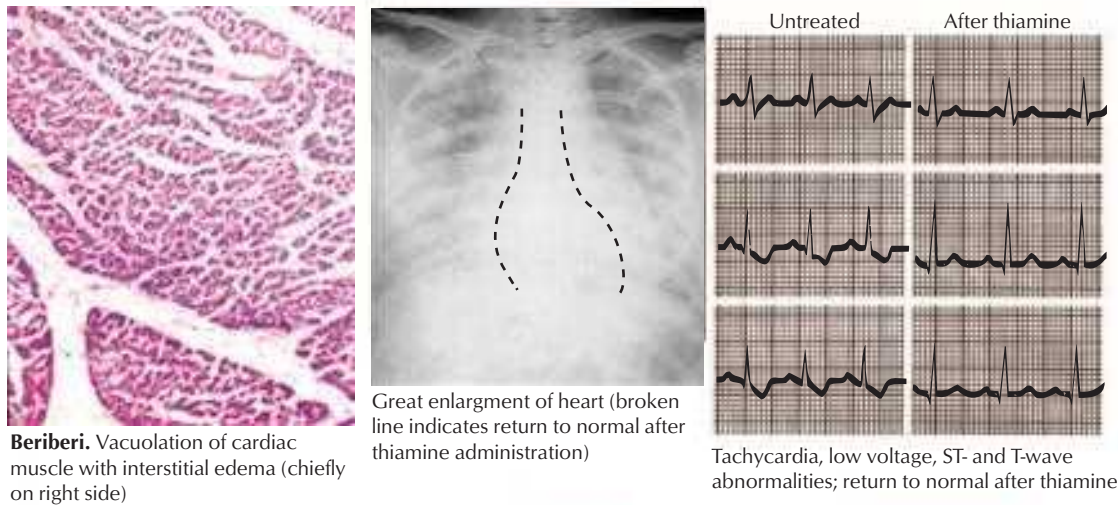 Untreated
After thiamine
Beriberi. Vacuolation of cardiac
muscle with interstitial edema (chiefly
on right side)
Great enlargment of heart (broken
line indicates return to normal after
thiamine administration)
Tachycardia, low voltage, ST- and T-wave
abnormalities; return to normal after thiamine